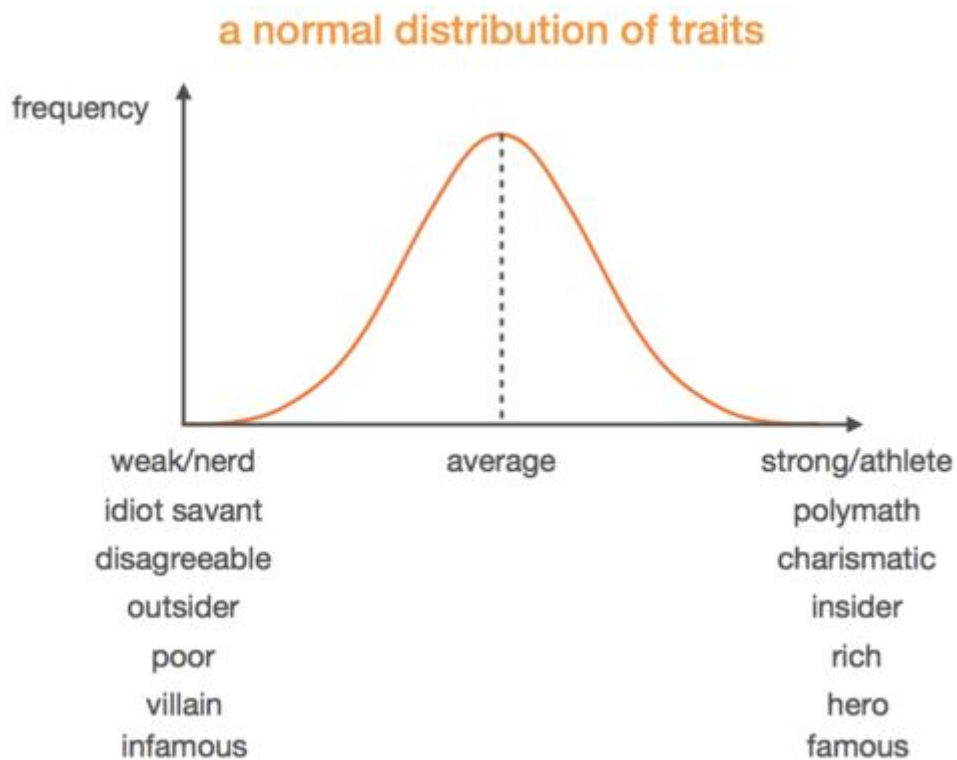 a normal distribution of traits
frequency
weak/nerd average strong/athlete
idiot savant polymath
disagreeable charismatic
outsider insider
poor rich
villain hero
infamous famous